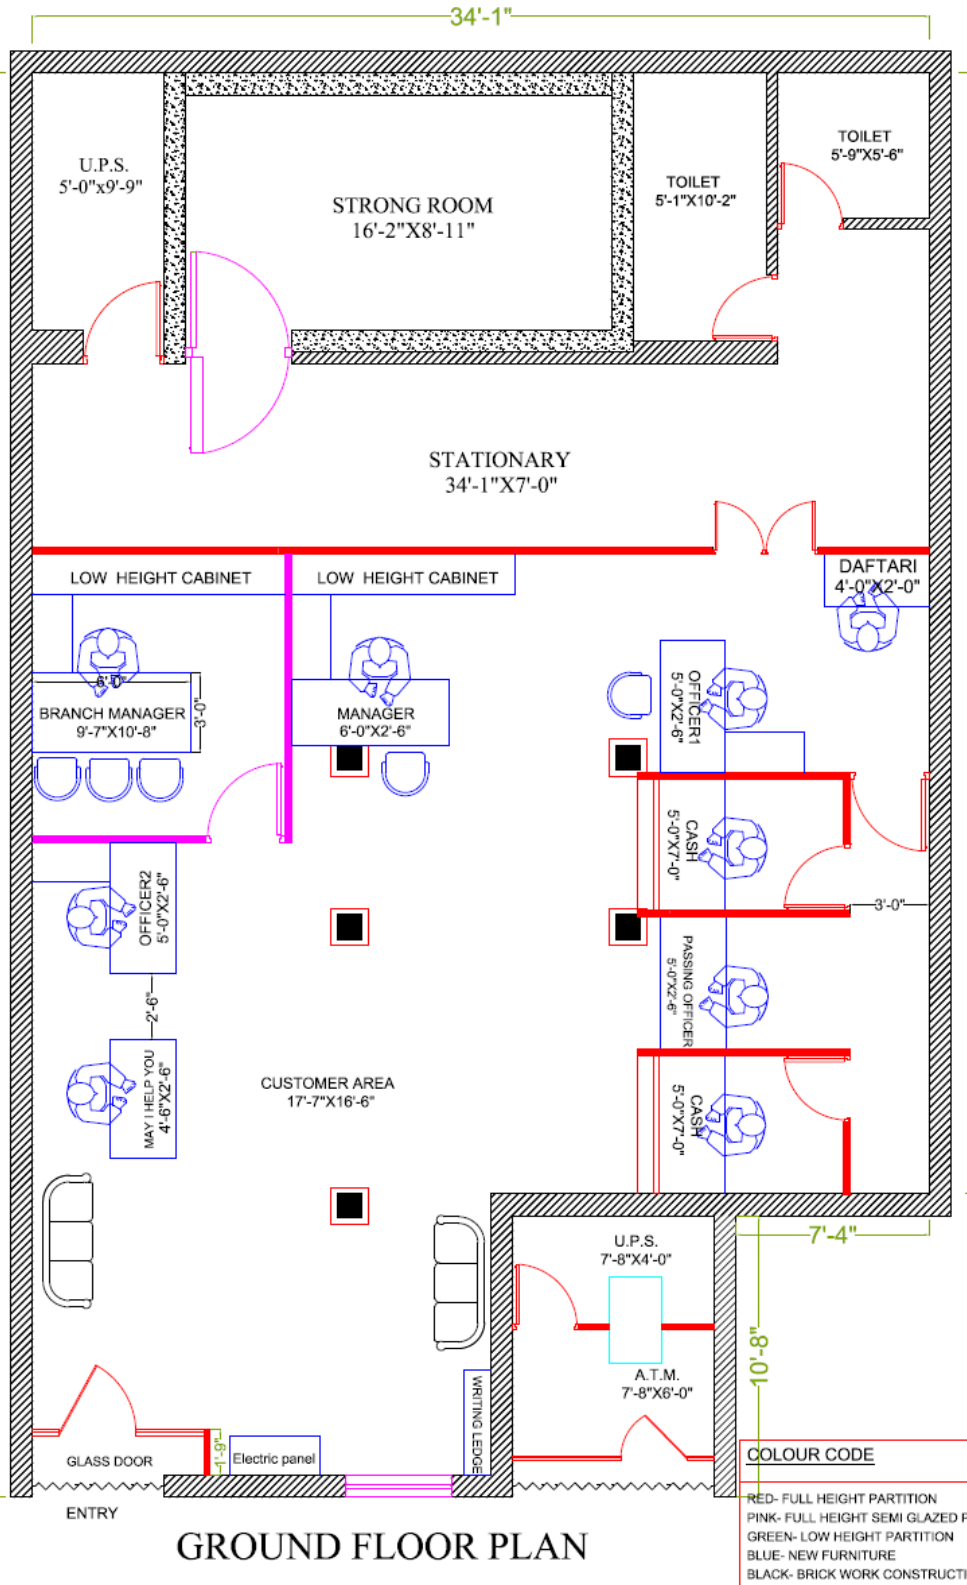 34'-1"
U.P.S.
5'-0"x9'-9"
STRONG ROOM
16'-2"X8'-11"
TOILET
5'-1"X10'-2"
TOILET
5'-9"X5'-6"
STATIONARY
34'-1"X7'-0"
LOW HEIGHT CABINET
LOW HEIGHT CABINET
DAFTARI
4'-0"X2'-0"
6'-0"
3'-0"
BRANCH MANAGER
9'-7"X10'-8"
MANAGER
6'-0"X2'-6"
OFFICER1
5'-0"X2'-6"
CASH
5'-0"X7'-0"
3'-0"
OFFICER2
5'-0"X2'-6"
PASSING OFFICER
5'-0"X2'-6"
2'-6"
MAY I HELP YOU
4'-6"X2'-6"
CUSTOMER AREA
17'-7"X16'-6"
CASH
5'-0"X7'-0"
7'-4"
U.P.S.
7'-8"X4'-0"
10'-8"
A.T.M.
7'-8"X6'-0"
WRITING LEDGE
GLASS DOOR
1'-9"
Electric panel
ENTRY
GROUND FLOOR PLAN
COLOUR CODE
RED- FULL HEIGHT PARTITION
PINK- FULL HEIGHT SEMI GLAZED P
GREEN- LOW HEIGHT PARTITION
BLUE- NEW FURNITURE
BLACK- BRICK WORK CONSTRUCTI